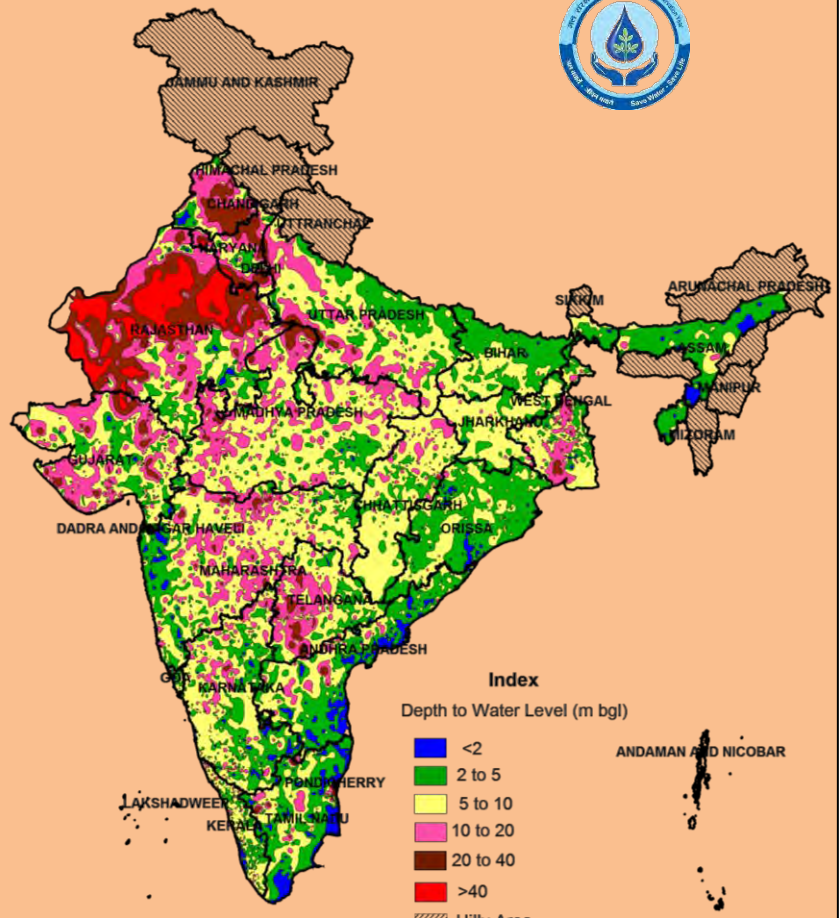 Save Water - Save Life
JAMMU AND KASHMIR
HIMACHAL PRADESH
CHANDIGARH
UTTRANCHAL
HARYANA
DELHI
SIKKIM
ARUNACHAL PRADESH
UTTAR PRADESH
RAJASTHAN
ASSAM
BIHAR
MANIPUR
WEST BENGAL
MADHYA PRADESH
JHARKHAND
MIZORAM
GUJARAT
CHHATTISGARH
DADRA AND NAGAR HAVELI
ORISSA
MAHARASHTRA
TELANGANA
ANDHRA PRADESH
GOA
KARNATAKA
Index
Depth to Water Level (m bgl)
<2
ANDAMAN AND NICOBAR
2 to 5
PONDICHERRY
LAKSHADWEEP
5 to 10
TAMIL NADU
KERALA
10 to 20
20 to 40
>40